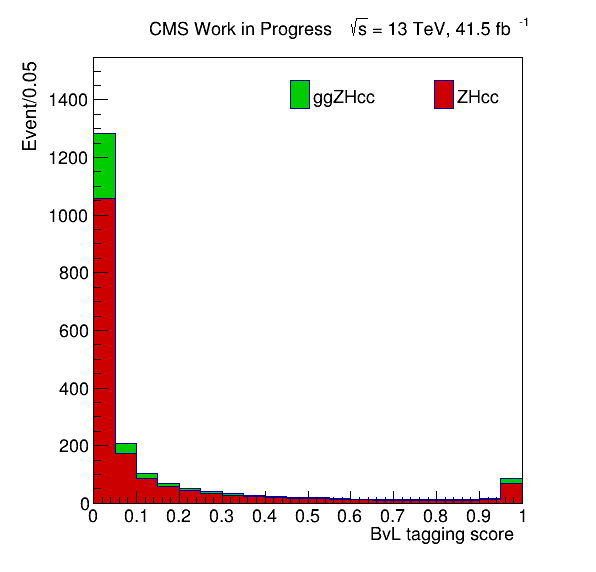 CMS Work in Progress √s = 13 TeV, 41.5 fb -1
Event/0.05
ggZHcc ZHcc
1400
1200
1000
800
600
400
200
0
0 0.1 0.2 0.3 0.4 0.5 0.6 0.7 0.8 0.9 1
BvL tagging score